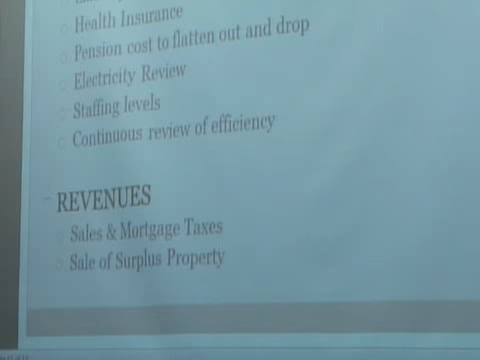 Health Insurance
Pension cost to flatten out and drop
Electricity Review
Staffing levels
Continuous review of efficiency
REVENUES
Sales & Mortgage Taxes
Sale of Surplus Property